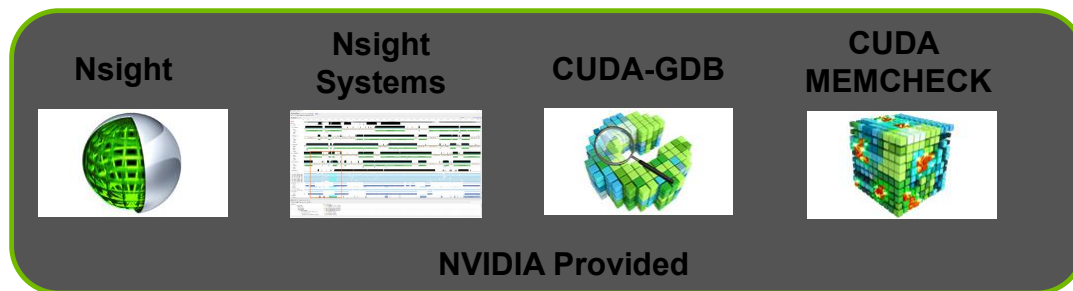 Nsight
Nsight
Systems
CUDA-GDB
CUDA
MEMCHECK
NVIDIA Provided